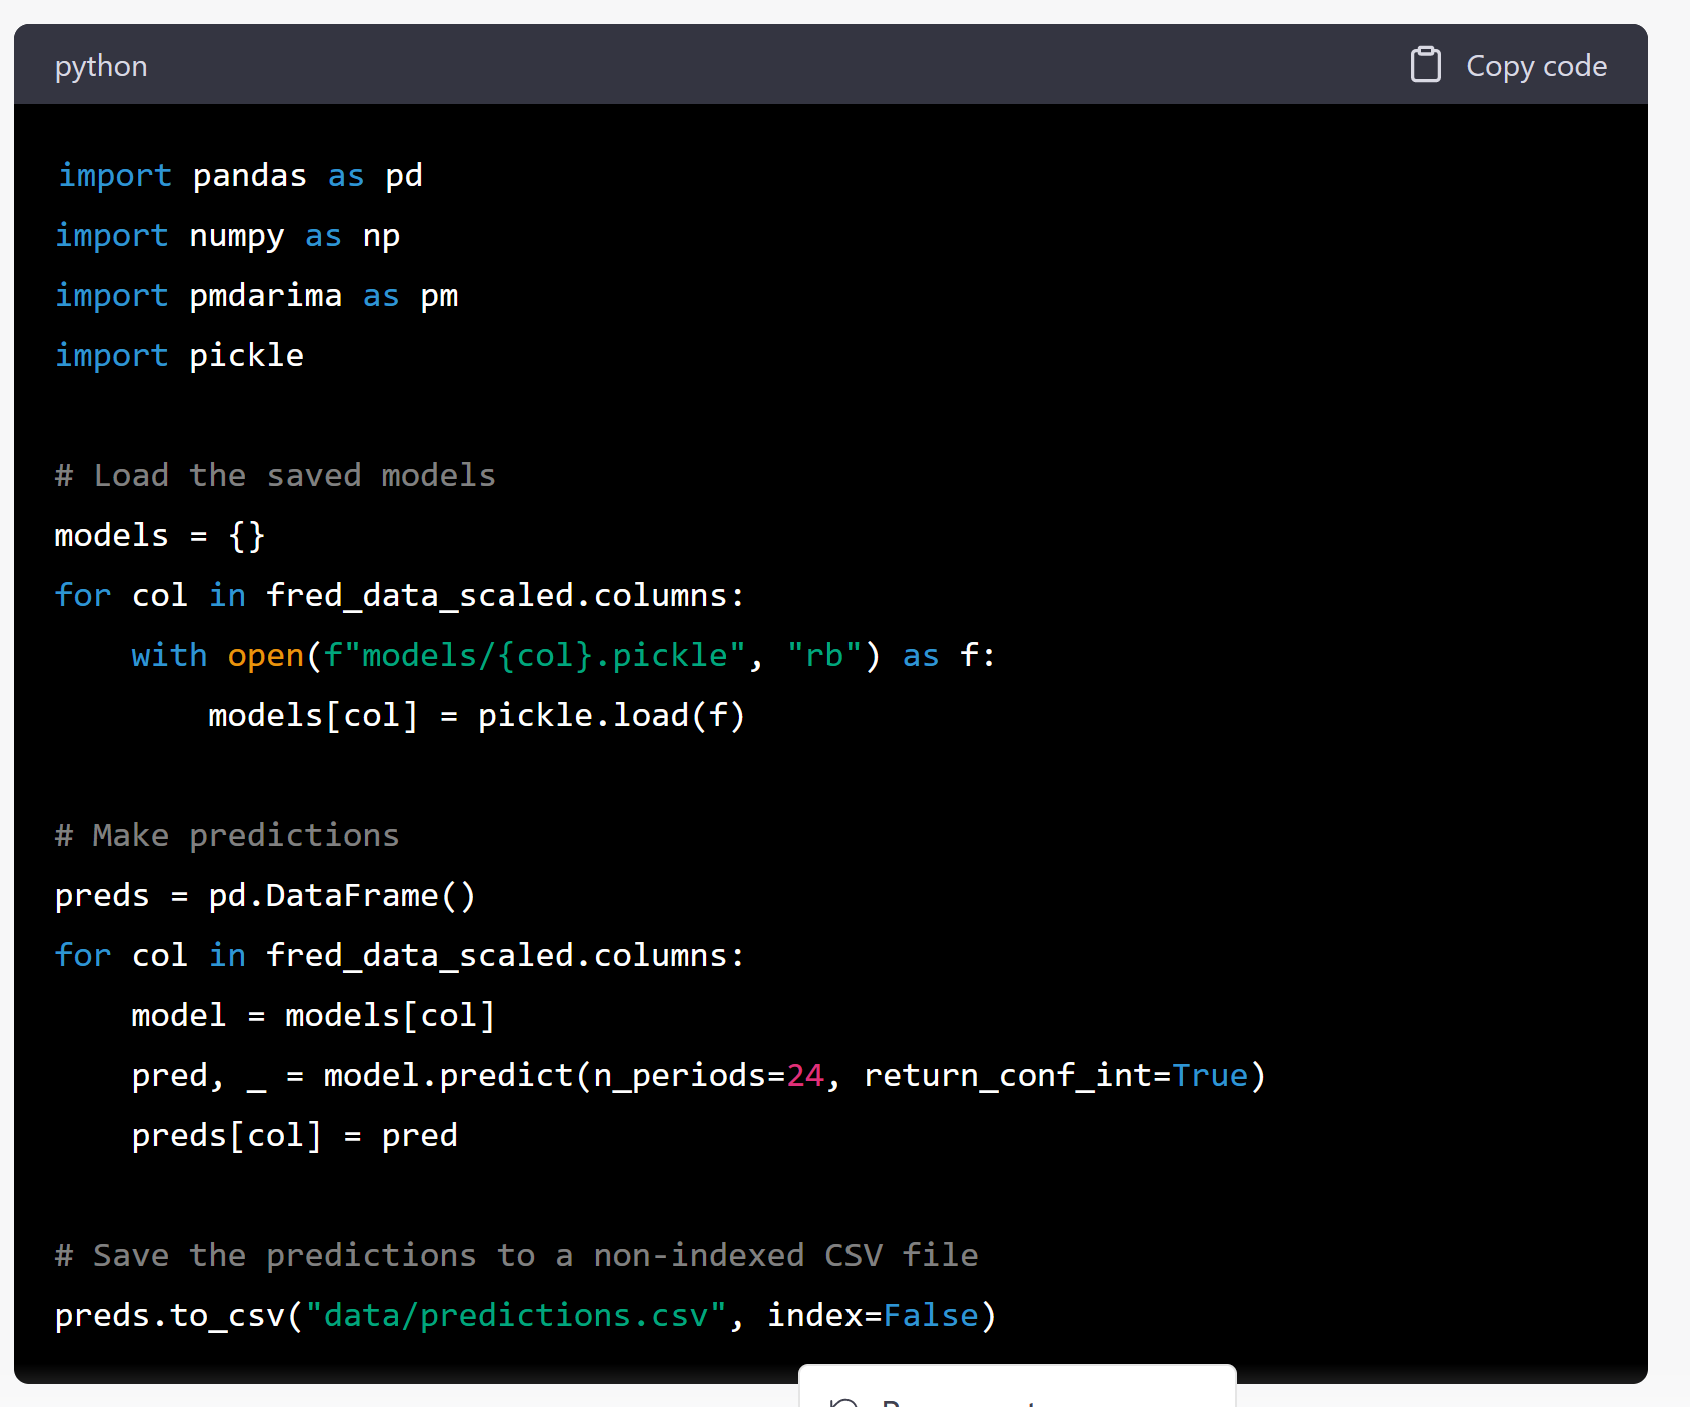 python
Copy code
import pandas as pd
import numpy as np
import pmdarima as pm
import pickle
# Load the saved models
models = {}
for col in fred_data_scaled.columns:
    with open(f"models/{col}.pickle", "rb") as f:
        models[col] = pickle.load(f)
# Make predictions
preds = pd.DataFrame()
for col in fred_data_scaled.columns:
    model = models[col]
    pred, _ = model.predict(n_periods=24, return_conf_int=True)
    preds[col] = pred
# Save the predictions to a non-indexed CSV file
preds.to_csv("data/predictions.csv", index=False)